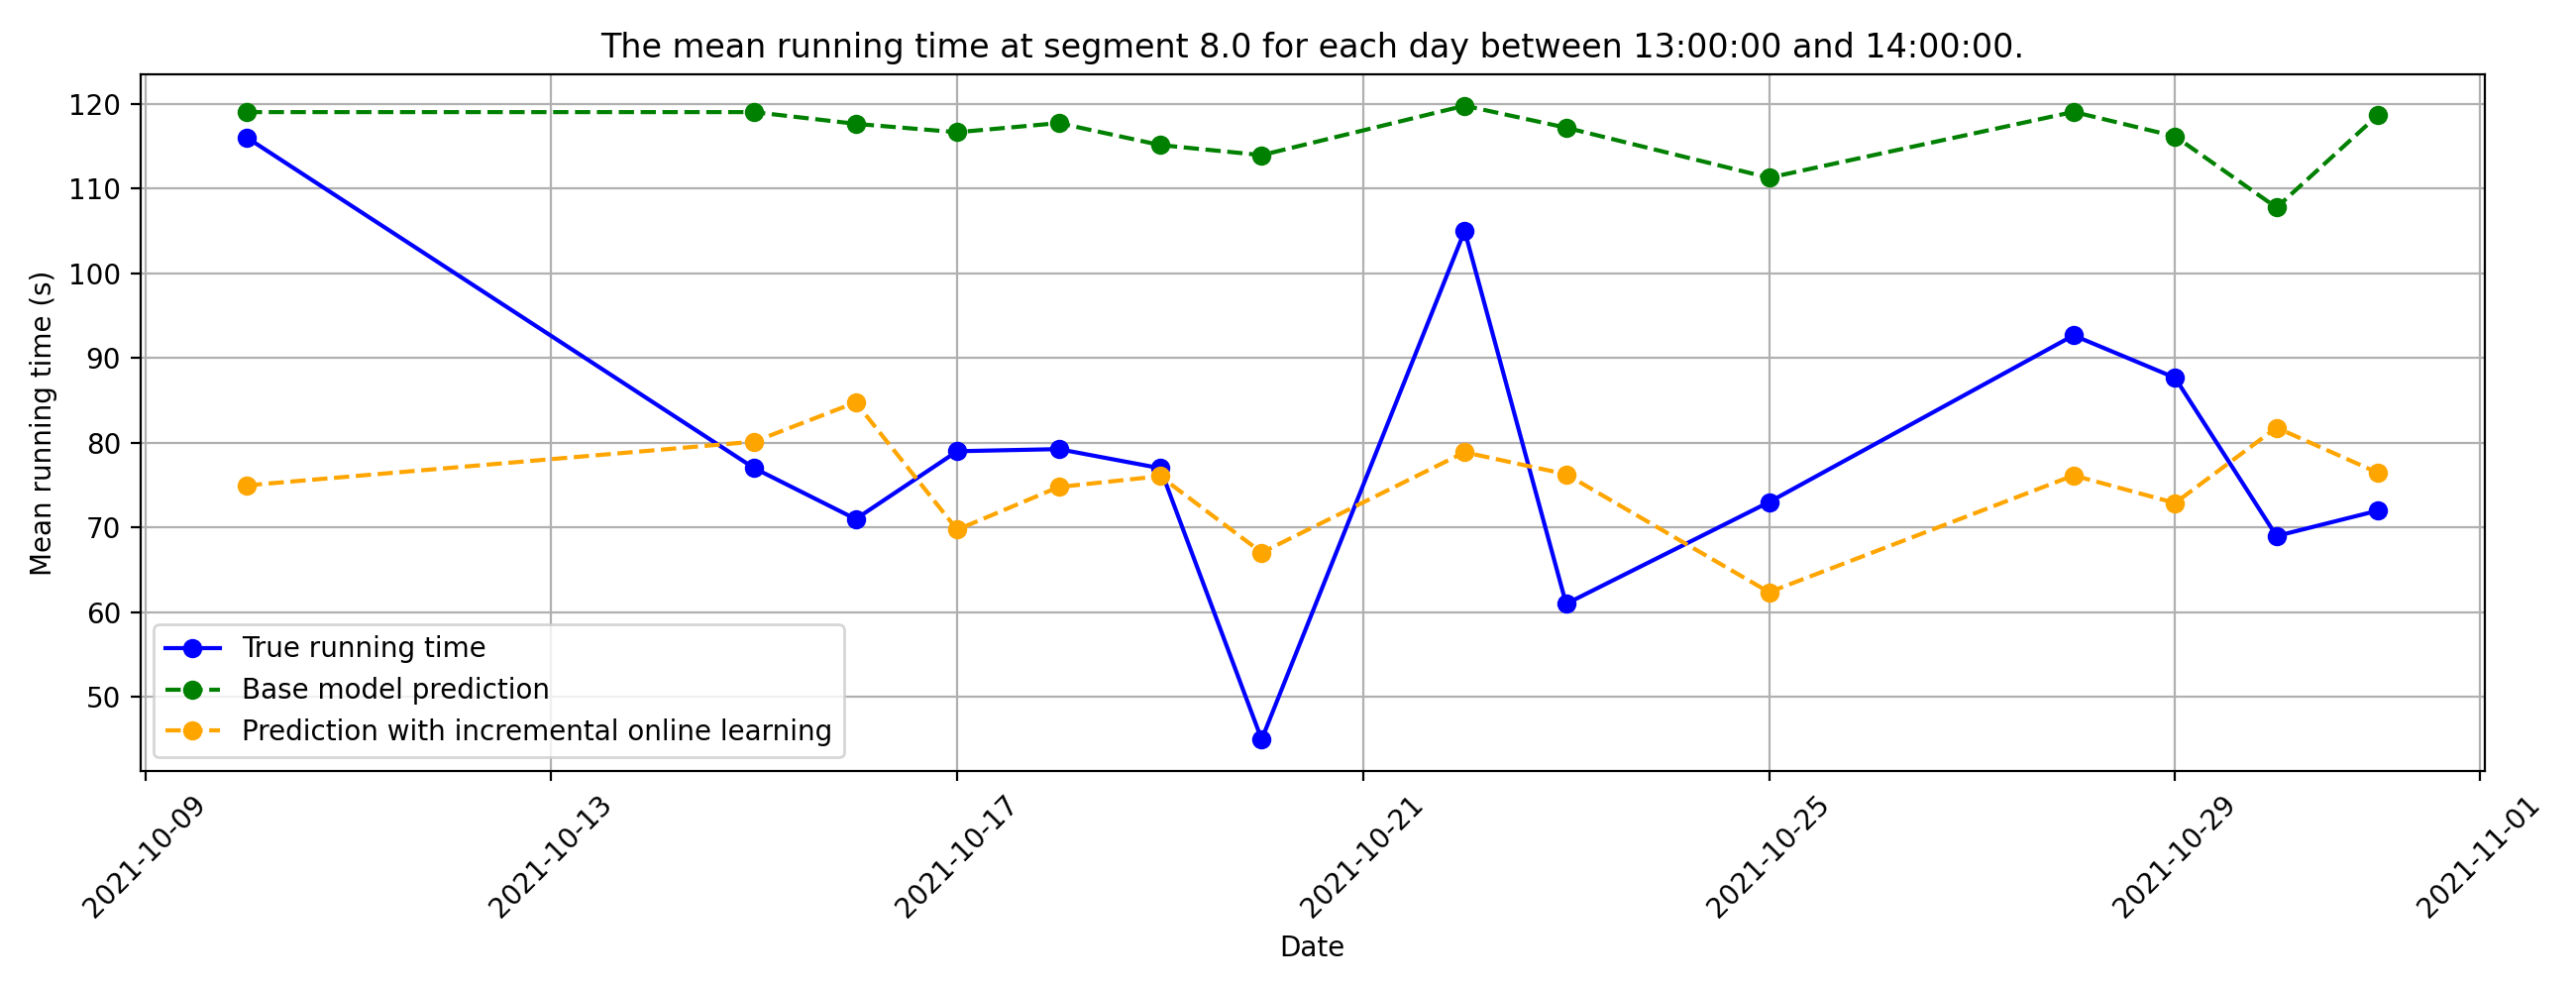 The mean running time at segment 8.0 for each day between 13:00:00 and 14:00:00.
Mean running time (s)
120
110
100
90
80
70
60
50
True running time
Base model prediction
Prediction with incremental online learning
2021-10-09
2021-10-13
2021-10-17
2021-10-21
2021-10-25
2021-10-29
2021-11-01
Date